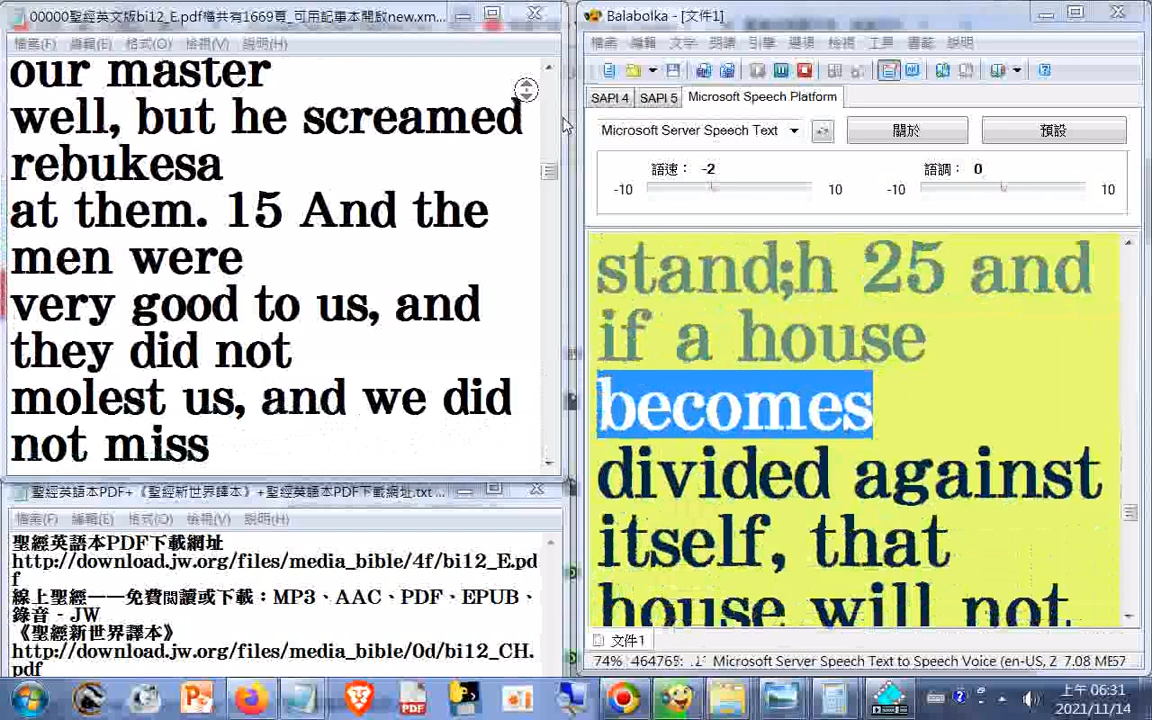 00000聖經英文版bi12_E.pdf檔共有1669頁_可用記事本開啟new.xm...
檔案(F) 編輯(E) 格式(O) 檢視(V) 說明(H)
our master
well, but he screamed
rebukesa
at them. 15 And the
men were
very good to us, and
they did not
molest us, and we did
not miss
聖經英語本PDF+《聖經新世界譯本》+聖經英語本PDF下載網址.txt ...
檔案(F) 編輯(E) 格式(O) 檢視(V) 說明(H)
聖經英語本PDF下載網址
http://download.jw.org/files/media_bible/4f/bi12_E.pd
f
線上聖經——免費閱讀或下載：MP3、AAC、PDF、EPUB、
錄音 - JW
《聖經新世界譯本》
http://download.jw.org/files/media_bible/0d/bi12_CH.
pdf
Balabolka - [文件1]
檔案 編輯 文字 朗讀 引擎 選項 檢視 工具 書籤 說明
SAPI 4 SAPI 5 Microsoft Speech Platform
Microsoft Server Speech Text 關於 預設
語速： -2 語調： 0
-10 10 -10 10
stand;h 25 and
if a house
becomes
divided against
itself, that
house will not
文件1
74% Microsoft Server Speech Text to Speech Voice (en-US, Z 7.08 ME
PDF
上午 06:31
2021/11/14